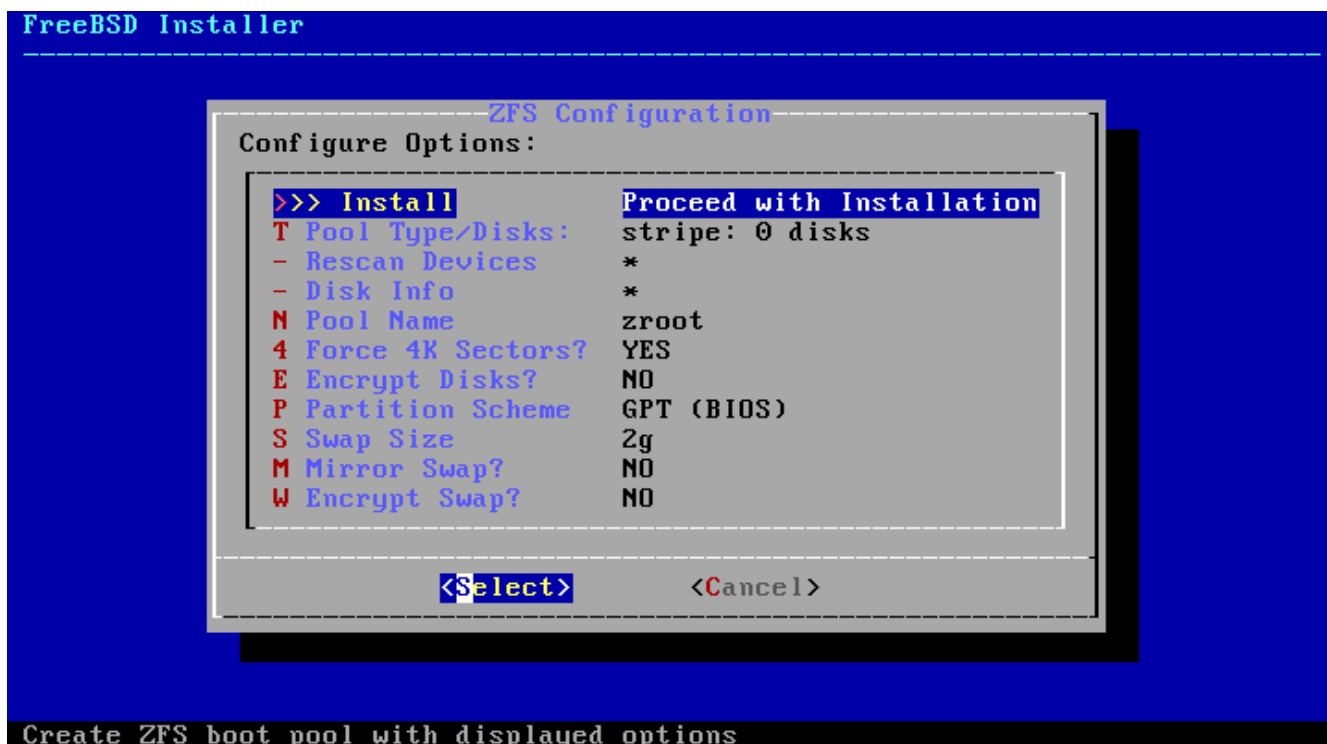 FreeBSD Installer
ZFS Configuration
Configure Options:
>>> Install Proceed with Installation
T Pool Type/Disks: stripe: 0 disks
- Rescan Devices *
- Disk Info *
N Pool Name zroot
4 Force 4K Sectors? YES
E Encrypt Disks? NO
P Partition Scheme GPT (BIOS)
S Swap Size 2g
M Mirror Swap? NO
W Encrypt Swap? NO
<Select> <Cancel>
Create ZFS boot pool with displayed options